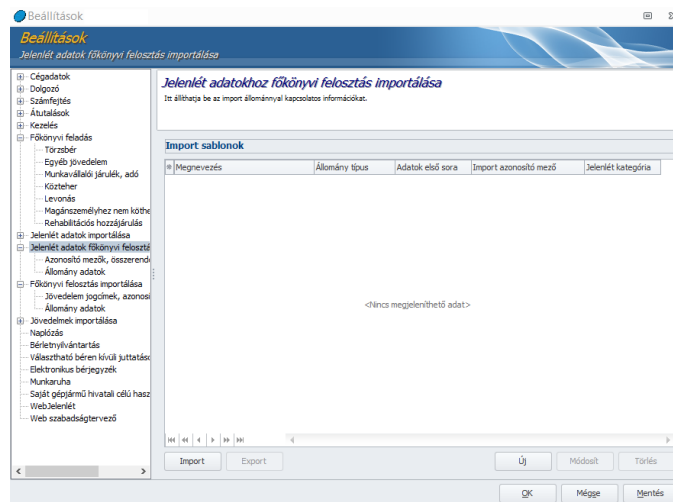 Beállítások
Beállítások
Jelenlét adatok főkönyvi felosztás importálása
Cégadatok
Dolgozó
Számfejtés
Átutalások
Kezelés
Főkönyvi feladás
Törzsbér
Egyéb jövedelem
Munkavállalói járulék, adó
Közteher
Levonás
Magánszemélyhez nem köthe
Rehabilitációs hozzájárulás
Jelenlét adatok importálása
Jelenlét adatok főkönyvi felosztá
Azonosító mezők, összerend
Állomány adatok
Főkönyvi felosztás importálása
Jövedelem jogcímek, azonosí
Állomány adatok
Jövedelmek importálása
Naplózás
Bérletnyilvántartás
Választható béren kívüli juttatáso
Elektronikus bérjegyzék
Munkaruha
Saját gépjármű hivatali célú hasz
WebJelenlét
Web szabadságtervező
Jelenlét adatokhoz főkönyvi felosztás importálása
Itt állíthatja be az import állománnyal kapcsolatos információkat.
Import sablonok
Megnevezés Állomány típus Adatok első sora Import azonosító mező Jelenlét kategória
<Nincs megjeleníthető adat>
Import Export Új Módosít Törlés
OK Mégse Mentés